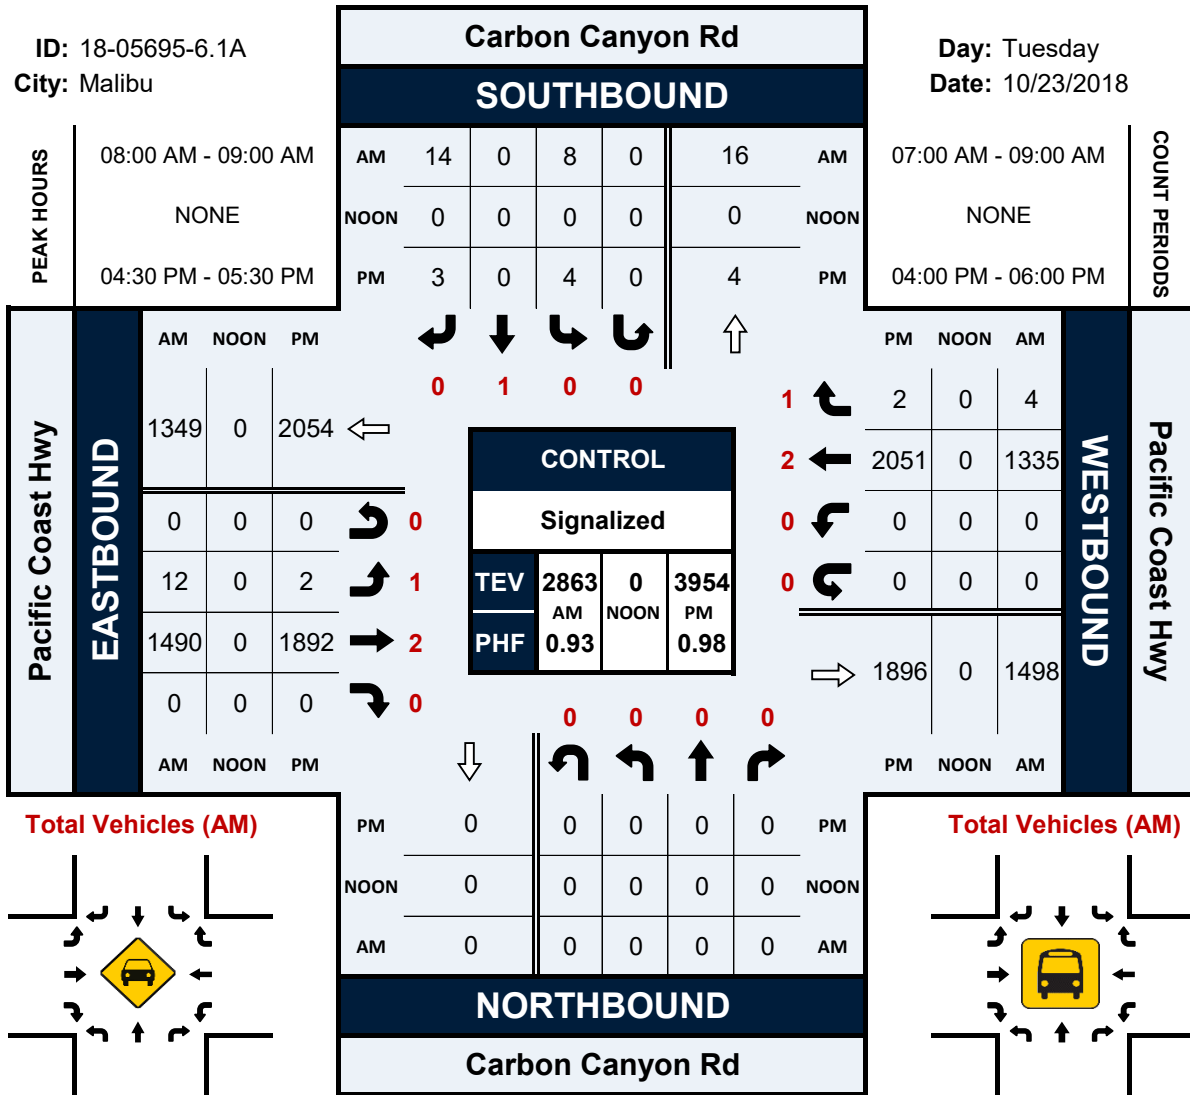 ID: 18-05695-6.1A
City: Malibu
Carbon Canyon Rd
SOUTHBOUND
Day: Tuesday
Date: 10/23/2018
PEAK HOURS
08:00 AM - 09:00 AM
NONE
04:30 PM - 05:30 PM
AM 14 0 8 0 16 AM
NOON 0 0 0 0 0 NOON
PM 3 0 4 0 4 PM
07:00 AM - 09:00 AM
NONE
04:00 PM - 06:00 PM
COUNT PERIODS
0 1 0 0
Pacific Coast Hwy
EASTBOUND
AM NOON PM
1349 0 2054
0 0 0 0
12 0 2 1
1490 0 1892 2
0 0 0 0
AM NOON PM
CONTROL
Signalized
TEV 2863 0 3954
AM NOON PM
PHF 0.93 0.98
PM NOON AM
1 2 0 4
2 2051 0 1335
0 0 0 0
0 0 0 0
1896 0 1498
PM NOON AM
WESTBOUND
Pacific Coast Hwy
0 0 0 0
PM 0 0 0 0 0 PM
NOON 0 0 0 0 0 NOON
AM 0 0 0 0 0 AM
NORTHBOUND
Carbon Canyon Rd
Total Vehicles (AM)
Total Vehicles (AM)